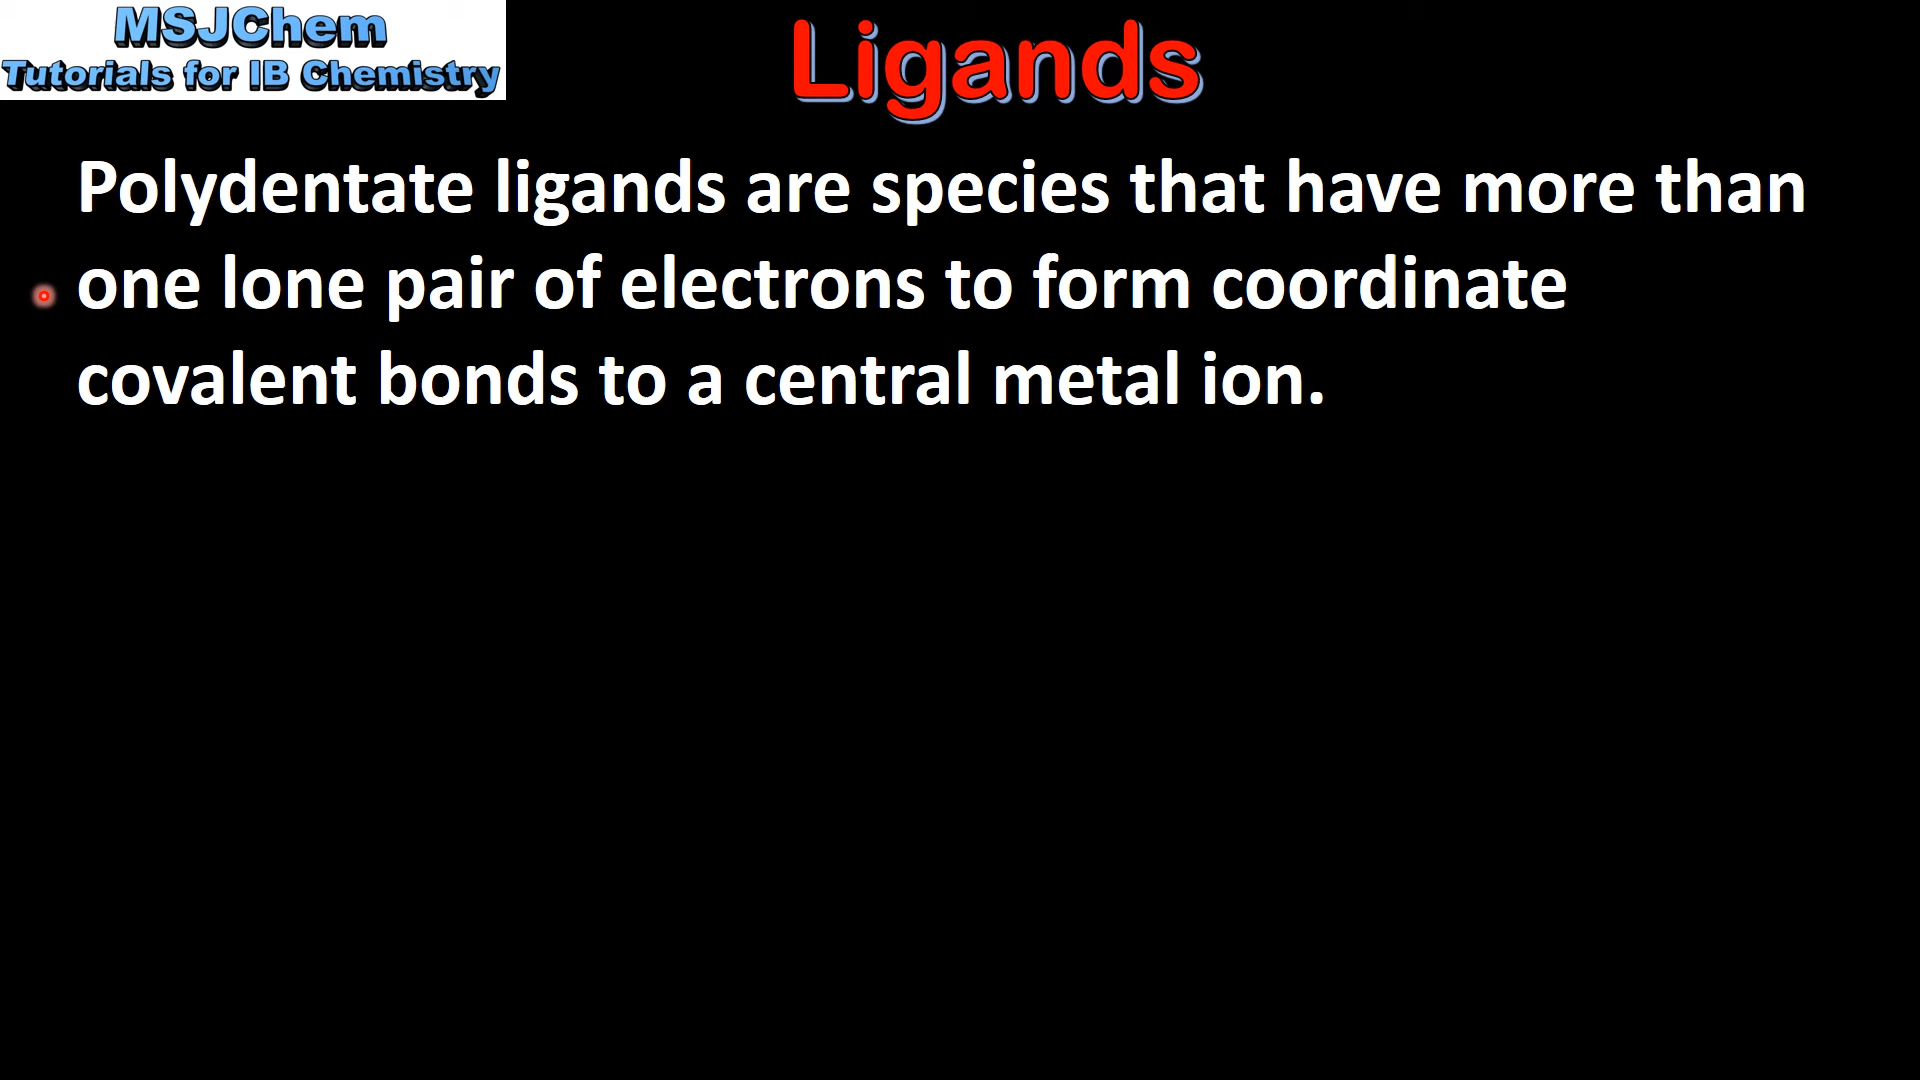 MSJChem
Tutorials for IB Chemistry
Ligands
Polydentate ligands are species that have more than
one lone pair of electrons to form coordinate
covalent bonds to a central metal ion.